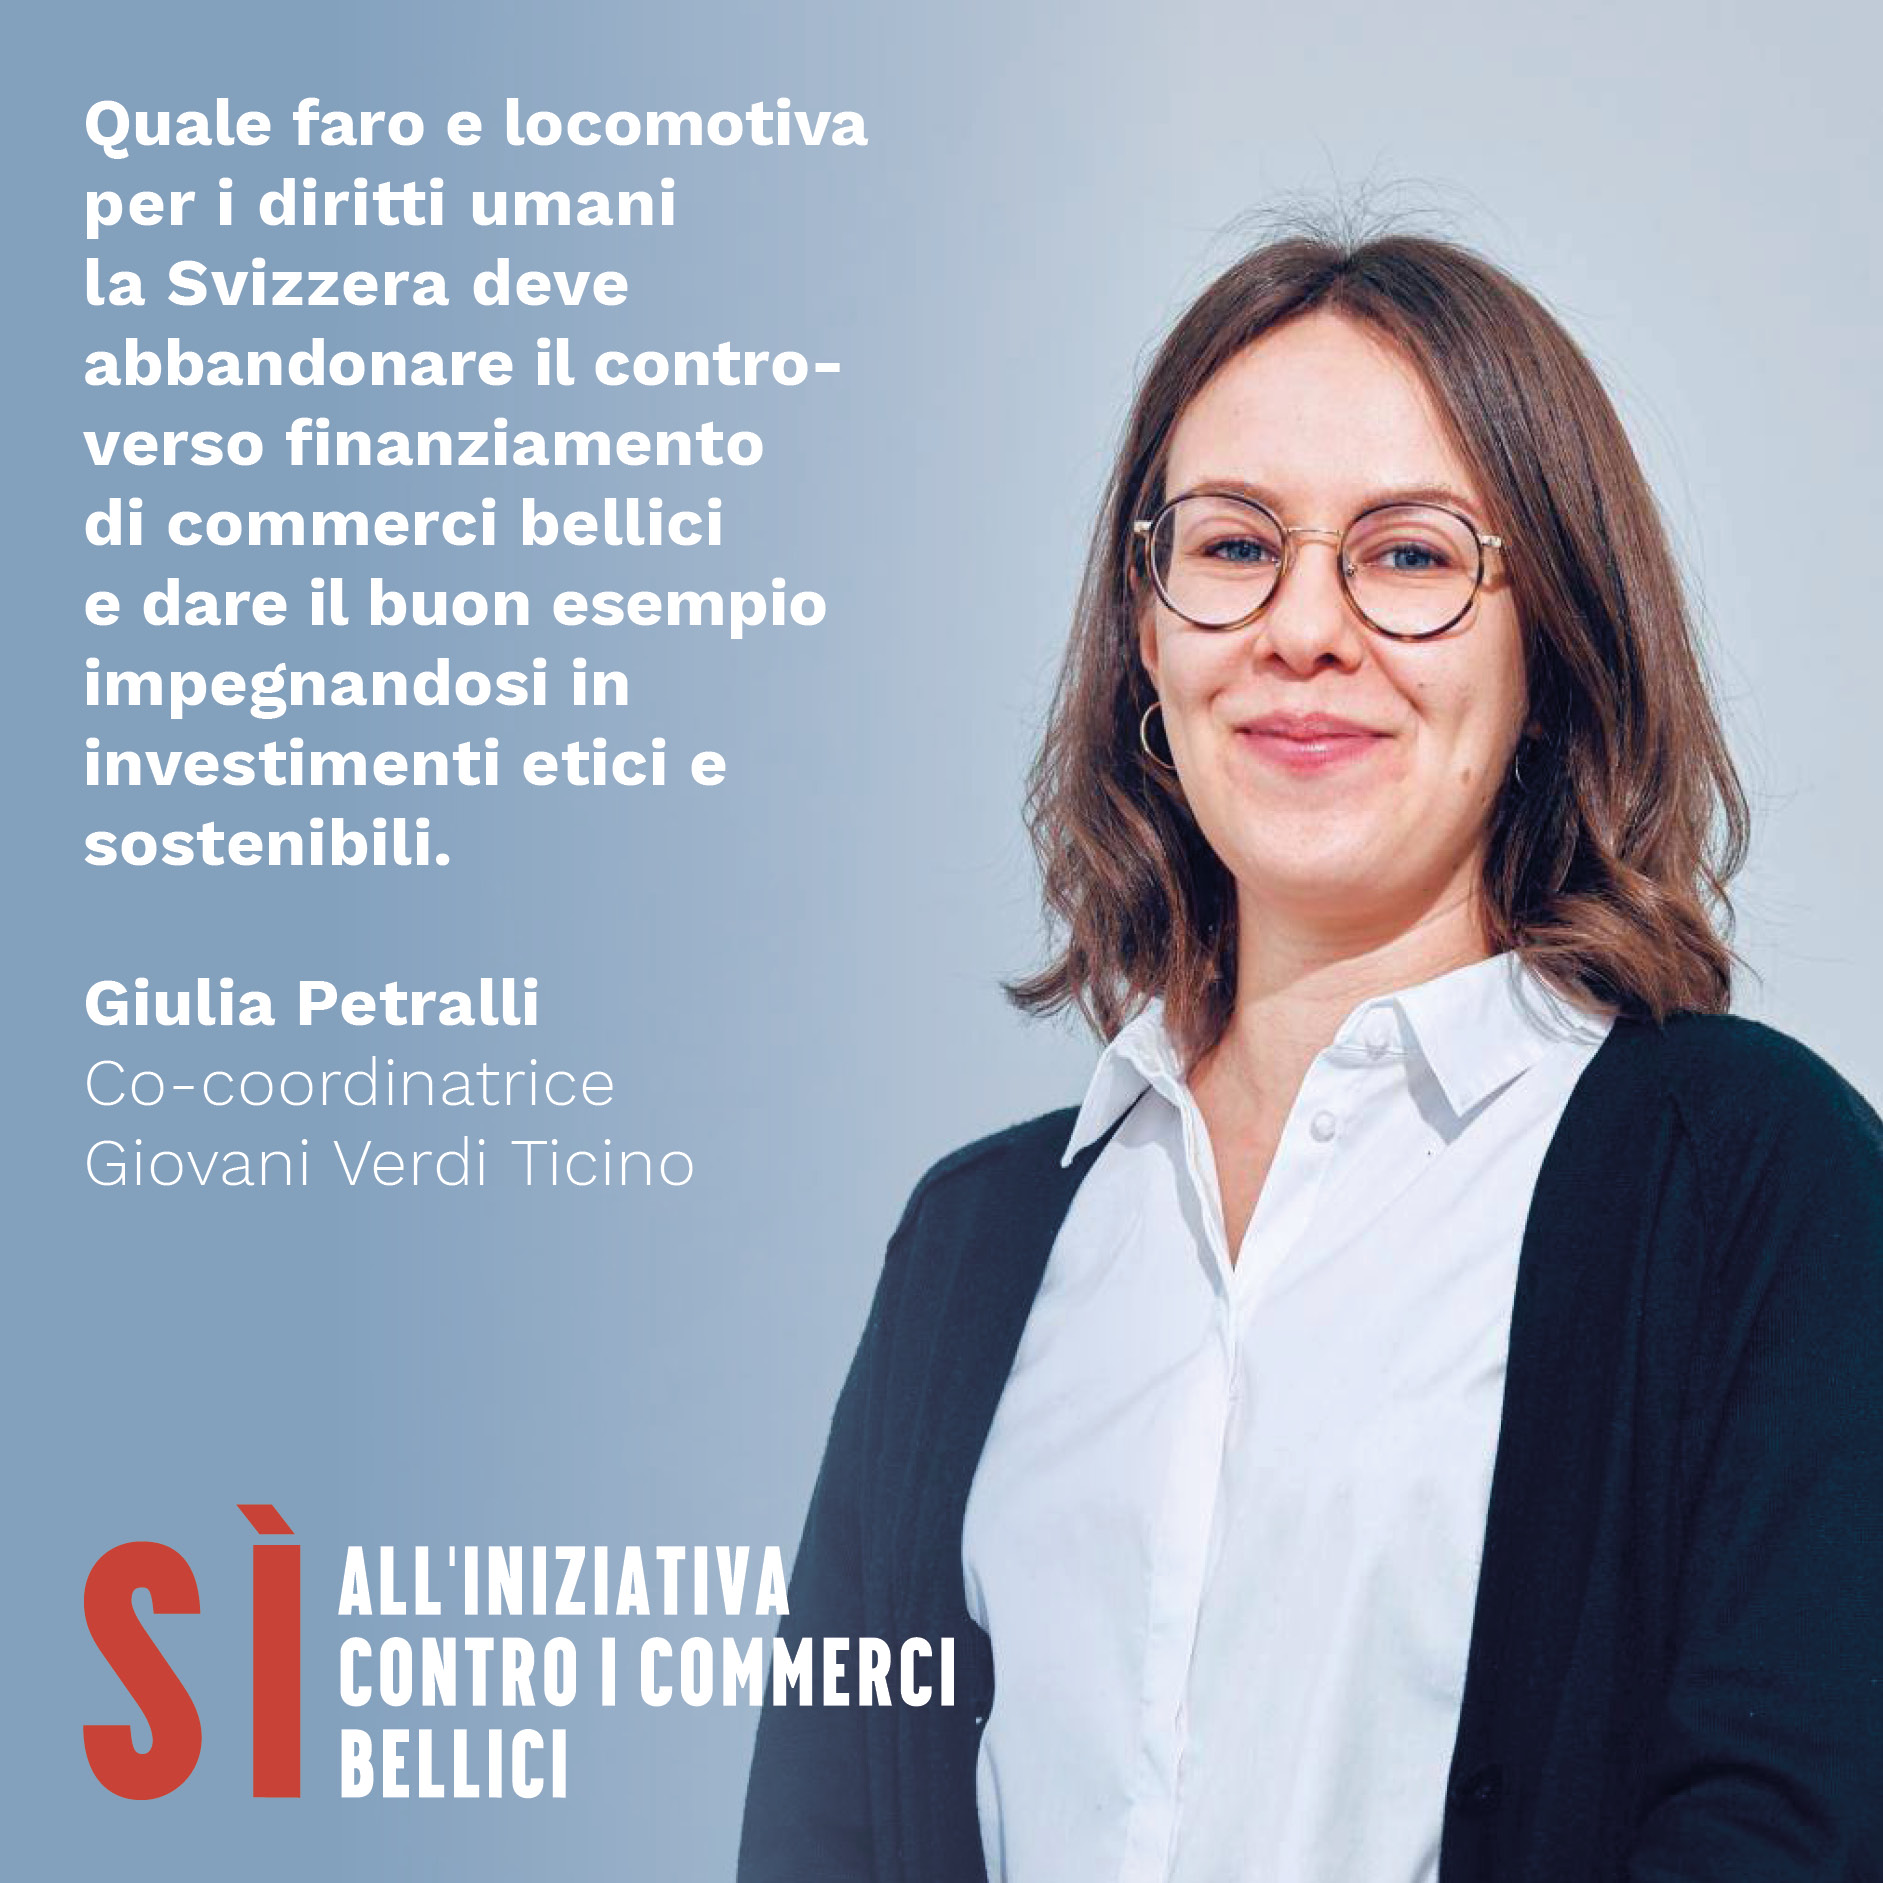 Quale faro e locomotiva
per i diritti umani
la Svizzera deve
abbandonare il contro-
verso finanziamento
di commerci bellici
e dare il buon esempio
impegnandosi in
investimenti etici e
sostenibili.
Giulia Petralli
Co-coordinatrice
Giovani Verdi Ticino
SÌ ALL'INIZIATIVA
CONTRO I COMMERCI
BELLICI